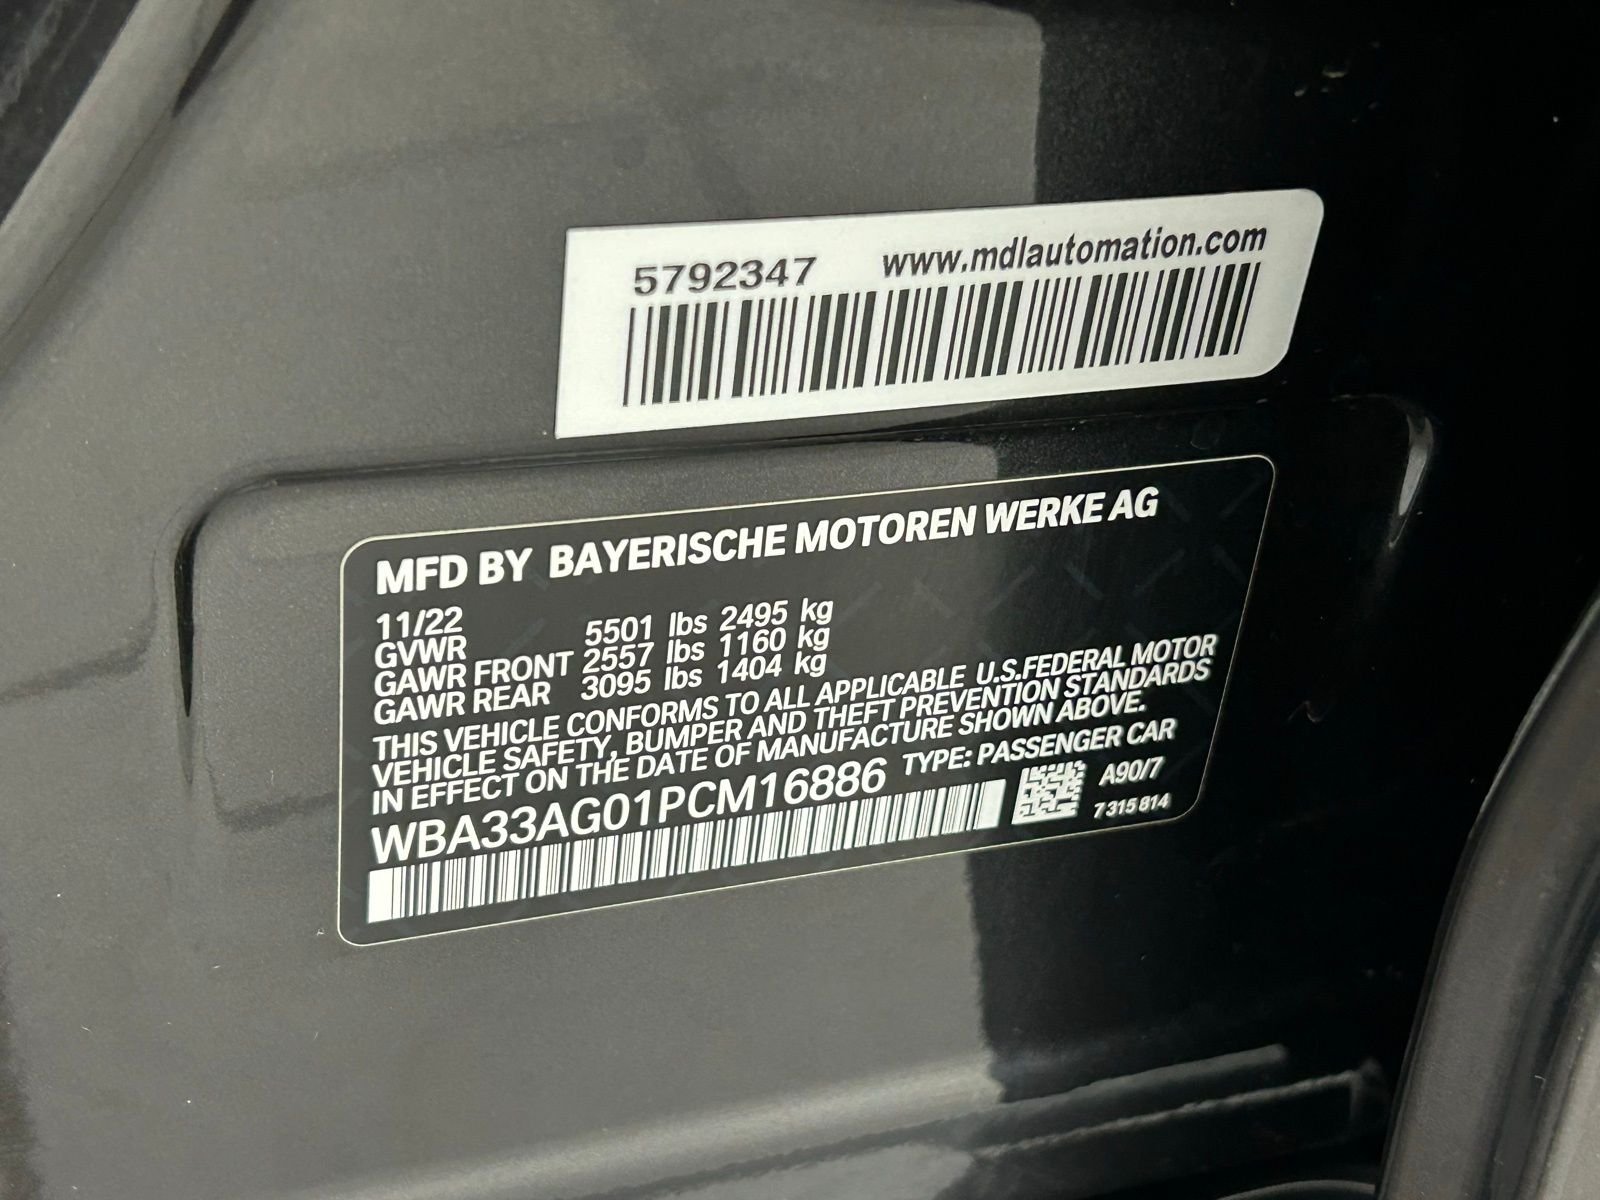 5792347 www.mdlautomation.com
MFD BY BAYERISCHE MOTOREN WERKE AG
11/22
GVWR 5501 lbs 2495 kg
GAWR FRONT 2557 lbs 1160 kg
GAWR REAR 3095 lbs 1404 kg
THIS VEHICLE CONFORMS TO ALL APPLICABLE U.S.FEDERAL MOTOR
VEHICLE SAFETY, BUMPER AND THEFT PREVENTION STANDARDS
IN EFFECT ON THE DATE OF MANUFACTURE SHOWN ABOVE.
WBA33AG01PCM16886 TYPE: PASSENGER CAR
A90/7
7315814